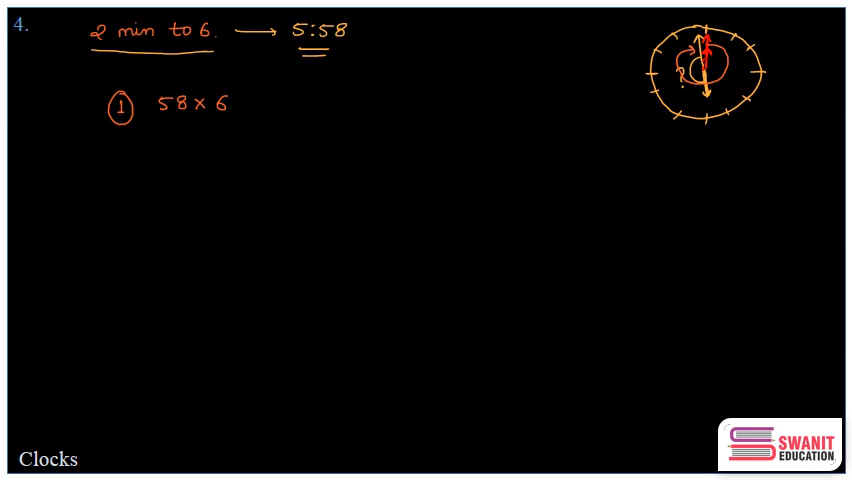 4.
2 min to 6. → 5:58
① 58 × 6
?
Clocks
SWANIT
EDUCATION